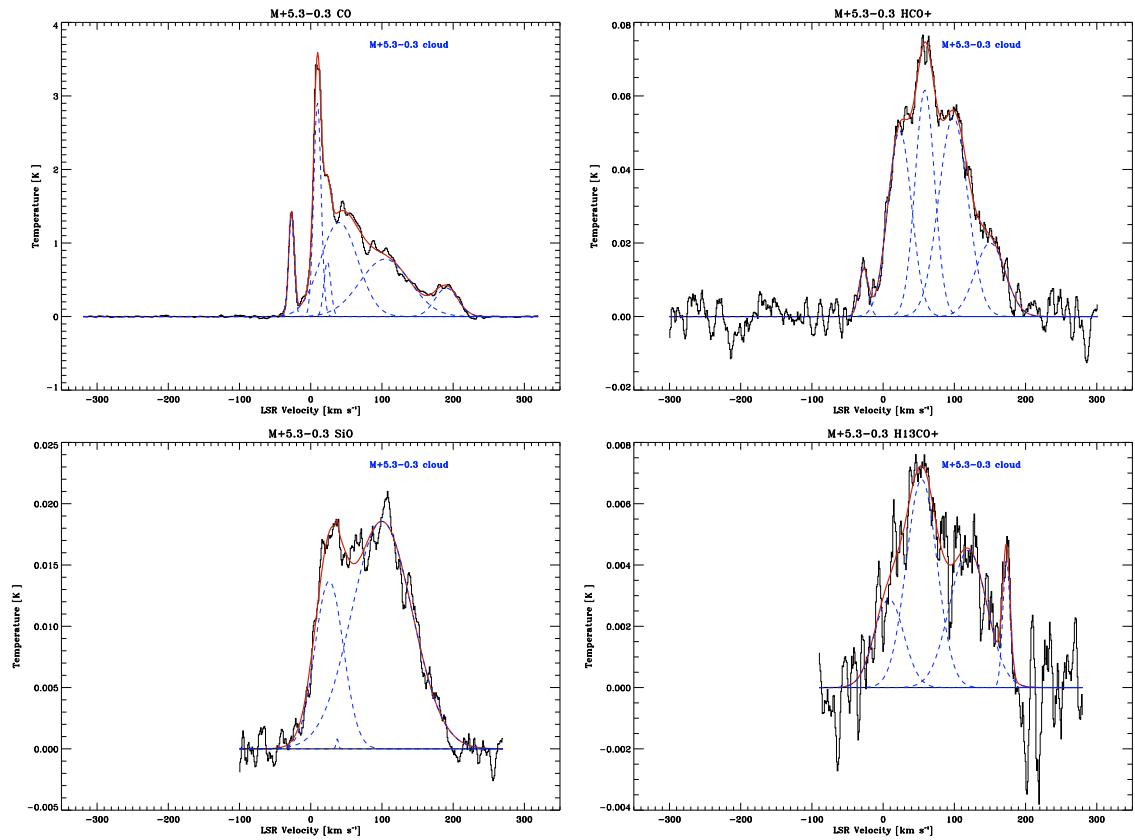 M+5.3-0.3 CO
M+5.3-0.3 cloud
Temperature [K ]
4
3
2
1
0
-1
-300 -200 -100 0 100 200 300
LSR Velocity [km s⁻¹]
M+5.3-0.3 HCO+
M+5.3-0.3 cloud
Temperature [K ]
0.08
0.06
0.04
0.02
0.00
-0.02
-300 -200 -100 0 100 200 300
LSR Velocity [km s⁻¹]
M+5.3-0.3 SiO
M+5.3-0.3 cloud
Temperature [K ]
0.025
0.020
0.015
0.010
0.005
0.000
-0.005
-300 -200 -100 0 100 200 300
LSR Velocity [km s⁻¹]
M+5.3-0.3 H13CO+
M+5.3-0.3 cloud
Temperature [K ]
0.008
0.006
0.004
0.002
0.000
-0.002
-0.004
-300 -200 -100 0 100 200 300
LSR Velocity [km s⁻¹]